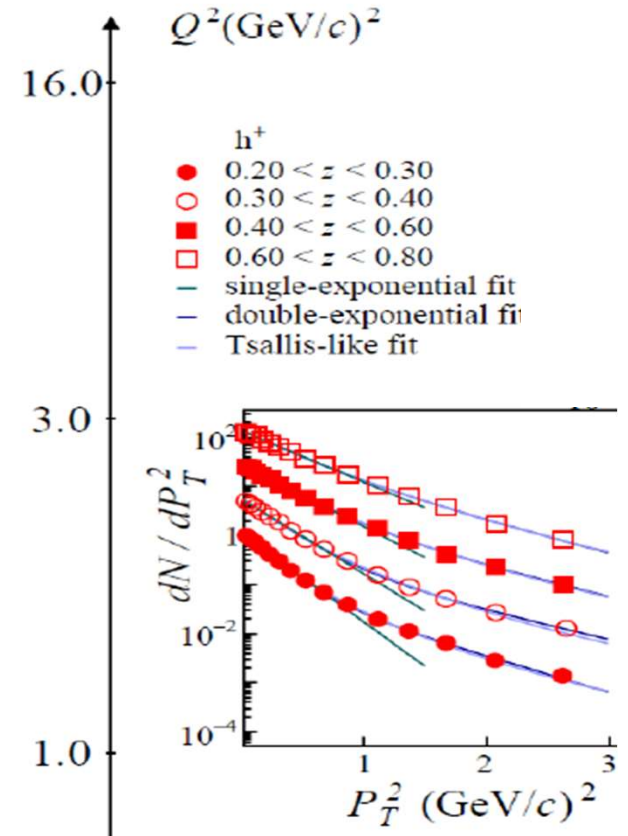 Q²(GeV/c)²
16.0
h⁺
0.20 < z < 0.30
0.30 < z < 0.40
0.40 < z < 0.60
0.60 < z < 0.80
single-exponential fit
double-exponential fit
Tsallis-like fit
3.0
10²
1
10⁻²
10⁻⁴
dN / dP_T²
1.0
1 2 3
P_T² (GeV/c)²